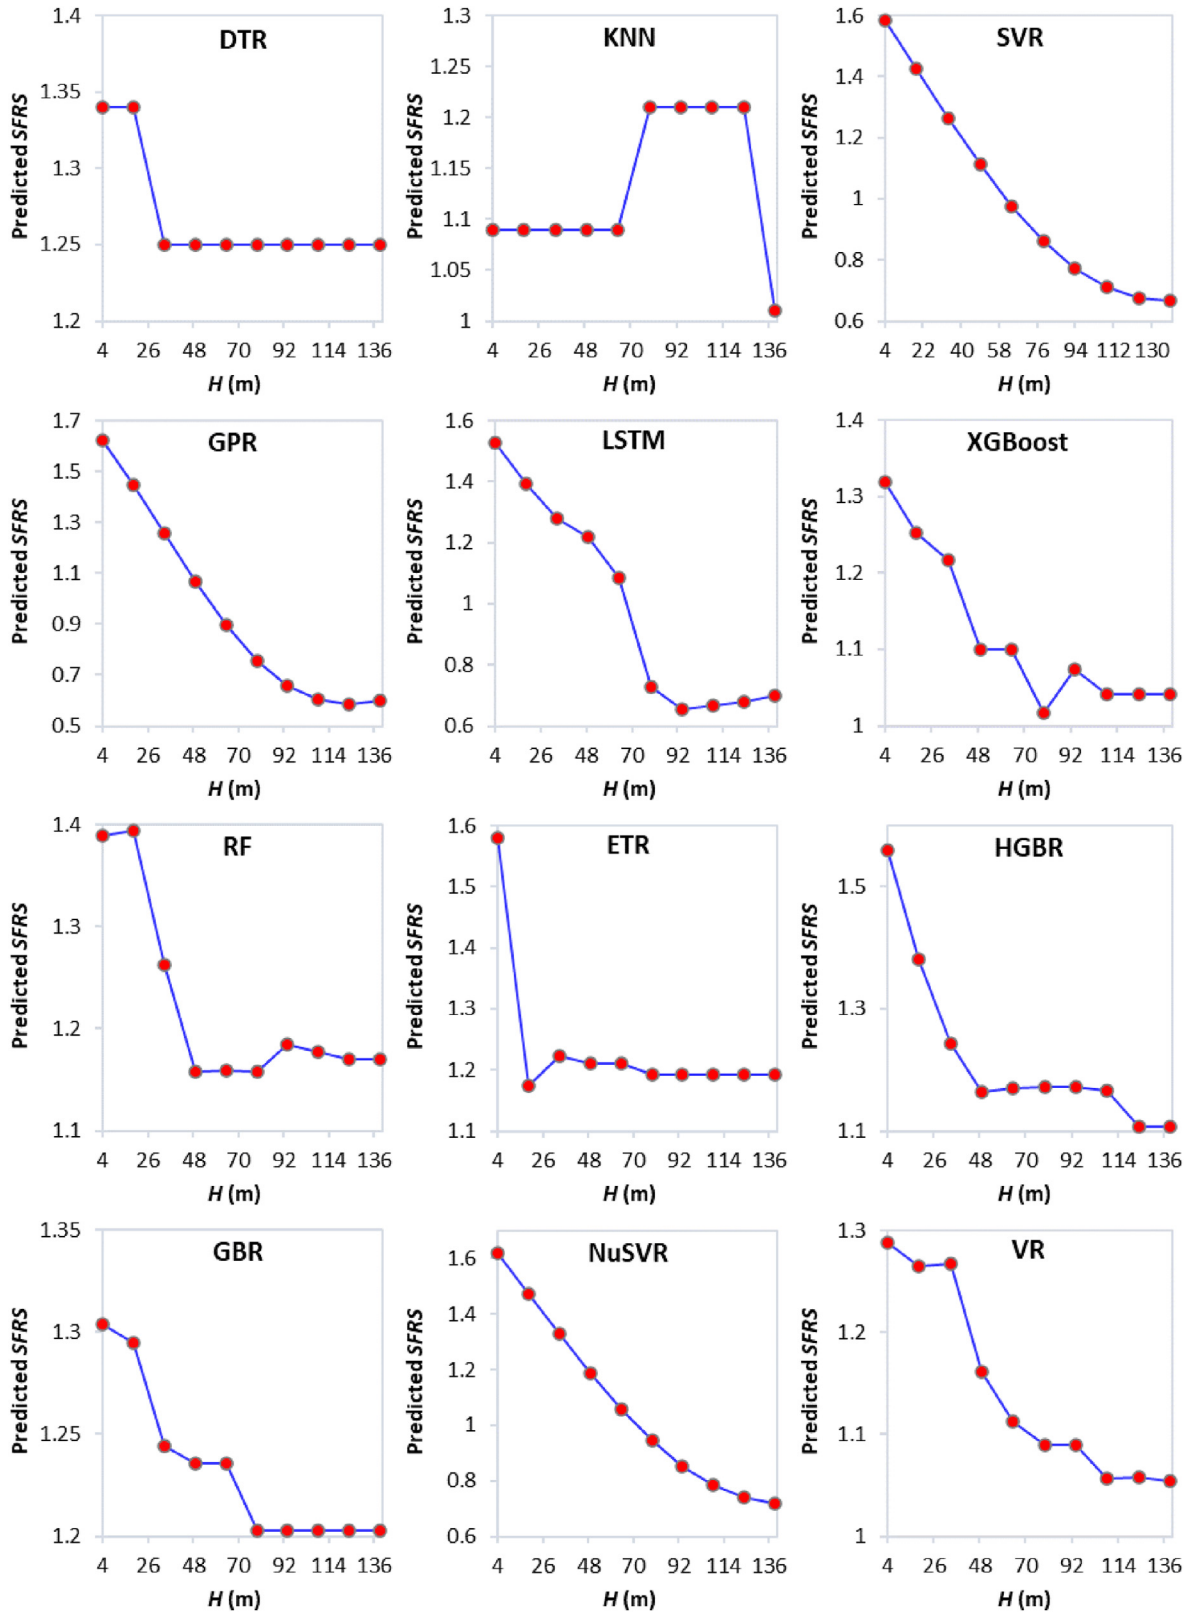 DTR
Predicted SFRS
1.4
1.35
1.3
1.25
1.2
4 26 48 70 92 114 136
H (m)
KNN
Predicted SFRS
1.3
1.25
1.2
1.15
1.1
1.05
1
4 26 48 70 92 114 136
H (m)
SVR
Predicted SFRS
1.6
1.4
1.2
1
0.8
0.6
4 22 40 58 76 94 112 130
H (m)
GPR
Predicted SFRS
1.7
1.5
1.3
1.1
0.9
0.7
0.5
4 26 48 70 92 114 136
H (m)
LSTM
Predicted SFRS
1.6
1.4
1.2
1
0.8
0.6
4 26 48 70 92 114 136
H (m)
XGBoost
Predicted SFRS
1.4
1.3
1.2
1.1
1
4 26 48 70 92 114 136
H (m)
RF
Predicted SFRS
1.4
1.3
1.2
1.1
4 26 48 70 92 114 136
H (m)
ETR
Predicted SFRS
1.6
1.5
1.4
1.3
1.2
1.1
4 26 48 70 92 114 136
H (m)
HGBR
Predicted SFRS
1.5
1.3
1.1
4 26 48 70 92 114 136
H (m)
GBR
Predicted SFRS
1.35
1.3
1.25
1.2
4 26 48 70 92 114 136
H (m)
NuSVR
Predicted SFRS
1.6
1.4
1.2
1
0.8
0.6
4 26 48 70 92 114 136
H (m)
VR
Predicted SFRS
1.3
1.2
1.1
1
4 26 48 70 92 114 136
H (m)